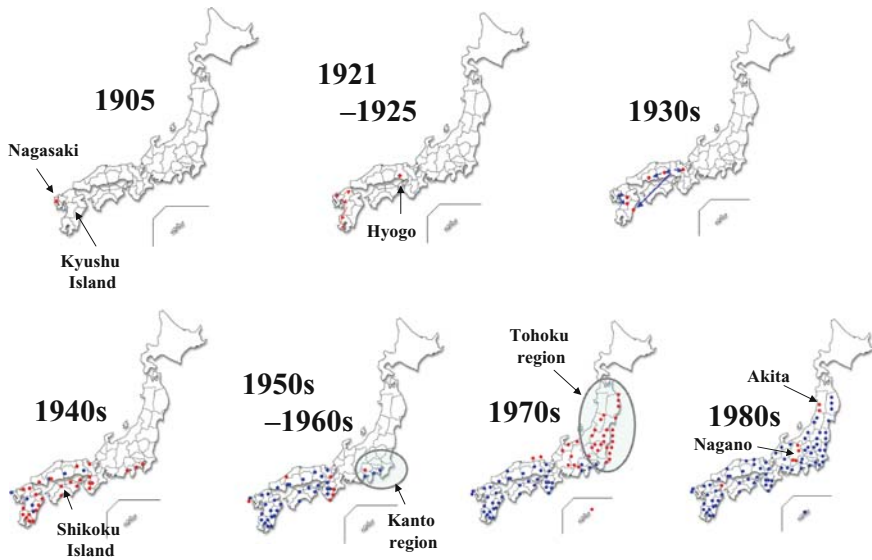 1905
Nagasaki
Kyushu
Island
1921
–1925
Hyogo
1930s
1940s
Shikoku
Island
1950s
–1960s
Kanto
region
Tohoku
region
1970s
Akita
1980s
Nagano